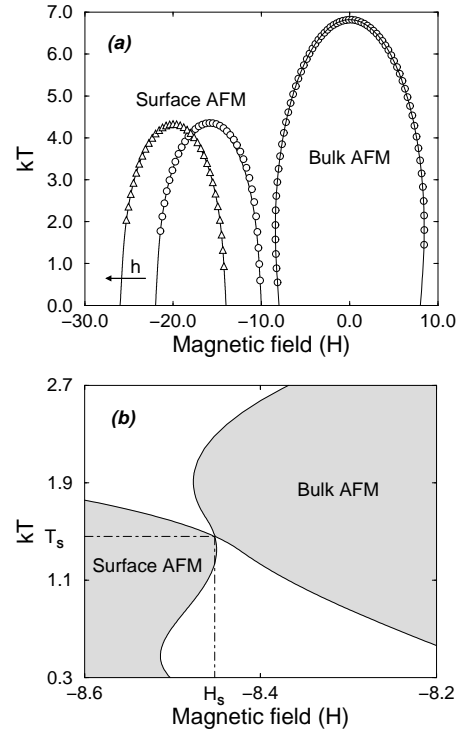 7.0
(a)
6.0
Surface AFM
5.0
4.0
Bulk AFM
3.0
2.0
h
1.0
0.0
−30.0 −20.0 −10.0 0.0 10.0
kT
Magnetic field (H)
2.7
(b)
Bulk AFM
1.9
kT
Ts
Surface AFM
1.1
0.3
−8.6 Hs −8.4 −8.2
Magnetic field (H)